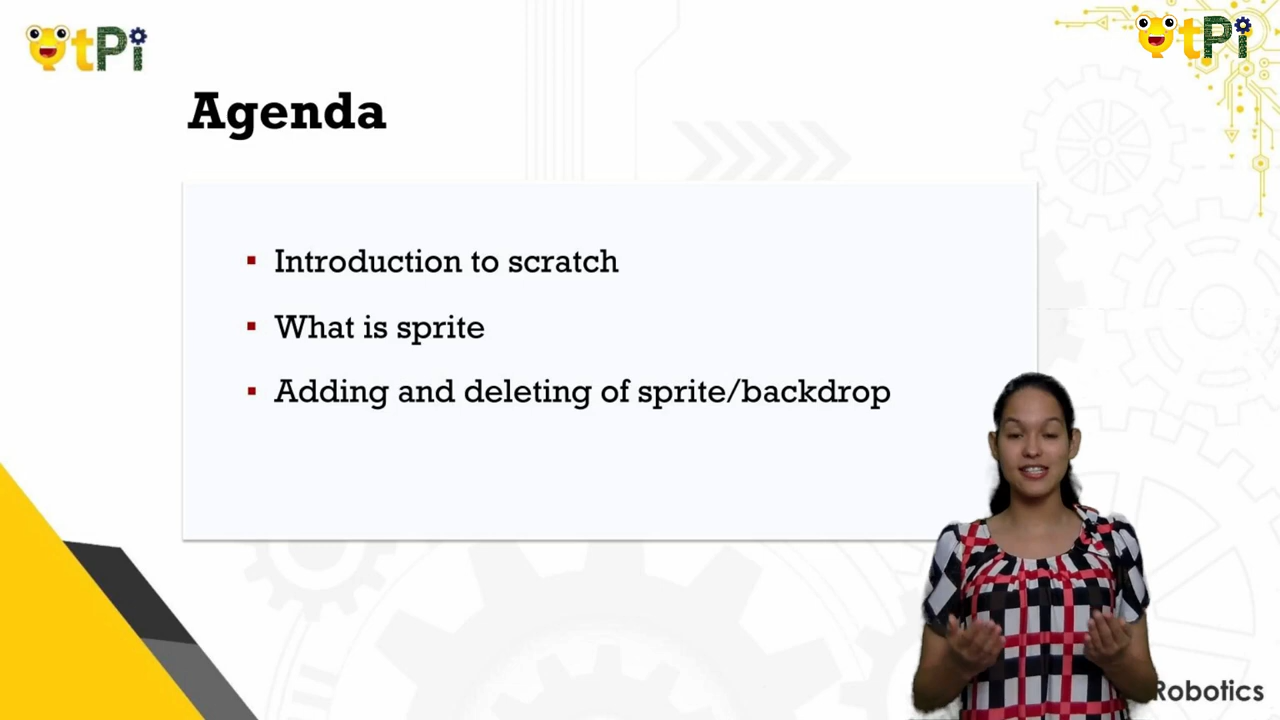 tPi
tPi
Agenda
Introduction to scratch
What is sprite
Adding and deleting of sprite/backdrop
Robotics